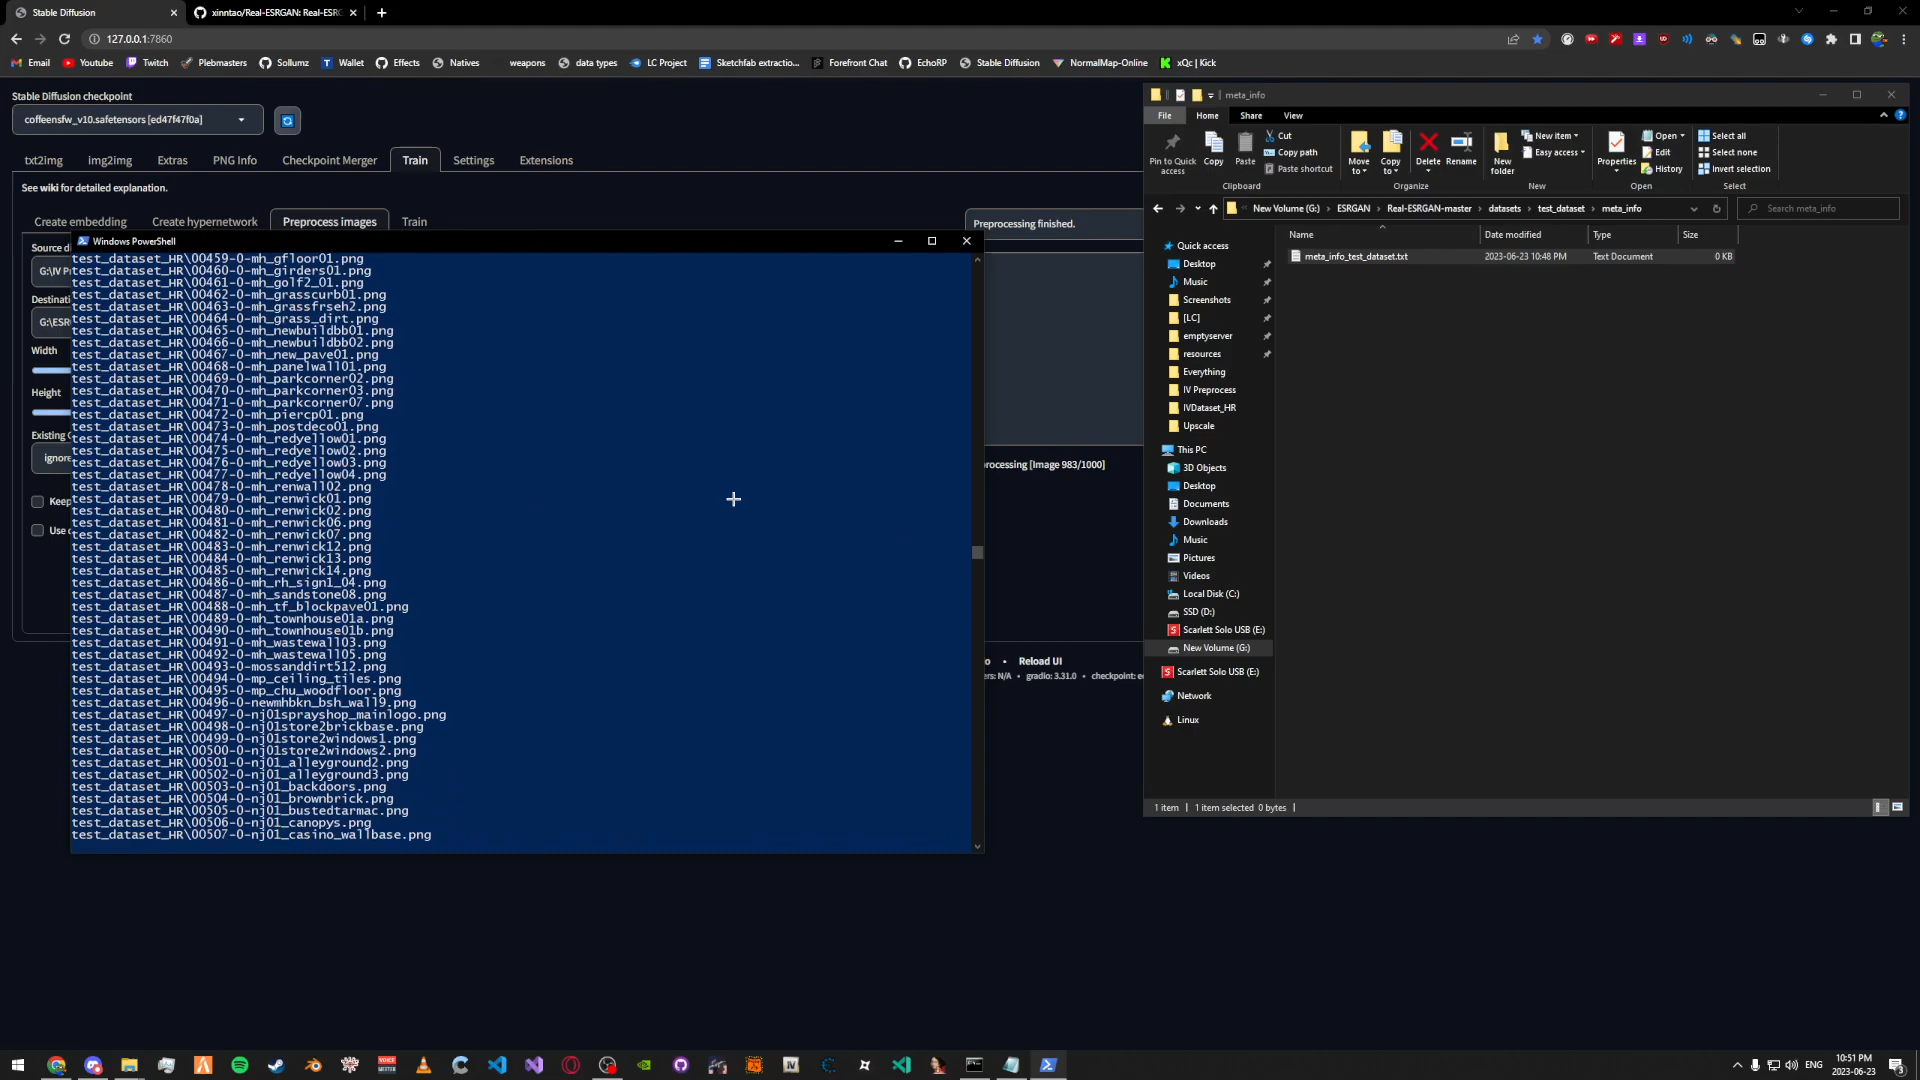 Stable Diffusion
xinntao/Real-ESRGAN: Real-ESRG
127.0.0.1:7860
Email
Youtube
Twitch
Plebmasters
Sollumz
Wallet
Effects
Natives
weapons
data types
LC Project
Sketchfab extractio...
Forefront Chat
EchoRP
Stable Diffusion
NormalMap-Online
xQc | Kick
Stable Diffusion checkpoint
coffeensfw_v10.safetensors [ed47f47f0a]
txt2img
img2img
Extras
PNG Info
Checkpoint Merger
Train
Settings
Extensions
See wiki for detailed explanation.
Create embedding
Create hypernetwork
Preprocess images
Train
Preprocessing finished.
Source di
G:\IV P
Destinati
G:\ESR
Width
Height
Existing C
ignore
Keep
Use d
Windows PowerShell
test_dataset_HR\00459-0-mh_gfloor01.png
test_dataset_HR\00460-0-mh_girders01.png
test_dataset_HR\00461-0-mh_golf2_01.png
test_dataset_HR\00462-0-mh_grasscurb01.png
test_dataset_HR\00463-0-mh_grassfrseh2.png
test_dataset_HR\00464-0-mh_grass_dirt.png
test_dataset_HR\00465-0-mh_newbuildbb01.png
test_dataset_HR\00466-0-mh_newbuildbb02.png
test_dataset_HR\00467-0-mh_new_pave01.png
test_dataset_HR\00468-0-mh_panelwall01.png
test_dataset_HR\00469-0-mh_parkcorner02.png
test_dataset_HR\00470-0-mh_parkcorner03.png
test_dataset_HR\00471-0-mh_parkcorner07.png
test_dataset_HR\00472-0-mh_piercp01.png
test_dataset_HR\00473-0-mh_postdeco01.png
test_dataset_HR\00474-0-mh_redyellow01.png
test_dataset_HR\00475-0-mh_redyellow02.png
test_dataset_HR\00476-0-mh_redyellow03.png
test_dataset_HR\00477-0-mh_redyellow04.png
test_dataset_HR\00478-0-mh_renwall02.png
test_dataset_HR\00479-0-mh_renwick01.png
test_dataset_HR\00480-0-mh_renwick02.png
test_dataset_HR\00481-0-mh_renwick06.png
test_dataset_HR\00482-0-mh_renwick07.png
test_dataset_HR\00483-0-mh_renwick12.png
test_dataset_HR\00484-0-mh_renwick13.png
test_dataset_HR\00485-0-mh_renwick14.png
test_dataset_HR\00486-0-mh_rh_sign1_04.png
test_dataset_HR\00487-0-mh_sandstone08.png
test_dataset_HR\00488-0-mh_tf_blockpave01.png
test_dataset_HR\00489-0-mh_townhouse01a.png
test_dataset_HR\00490-0-mh_townhouse01b.png
test_dataset_HR\00491-0-mh_wastewall03.png
test_dataset_HR\00492-0-mh_wastewall05.png
test_dataset_HR\00493-0-mossanddirt512.png
test_dataset_HR\00494-0-mp_ceiling_tiles.png
test_dataset_HR\00495-0-mp_chu_woodfloor.png
test_dataset_HR\00496-0-newmhbkn_bsh_wall9.png
test_dataset_HR\00497-0-nj01sprayshop_mainlogo.png
test_dataset_HR\00498-0-nj01store2brickbase.png
test_dataset_HR\00499-0-nj01store2windows1.png
test_dataset_HR\00500-0-nj01store2windows2.png
test_dataset_HR\00501-0-nj01_alleyground2.png
test_dataset_HR\00502-0-nj01_alleyground3.png
test_dataset_HR\00503-0-nj01_backdoors.png
test_dataset_HR\00504-0-nj01_brownbrick.png
test_dataset_HR\00505-0-nj01_bustedtarmac.png
test_dataset_HR\00506-0-nj01_canopys.png
test_dataset_HR\00507-0-nj01_casino_wallbase.png
rocessing [Image 983/1000]
o • Reload UI
ers: N/A • gradio: 3.31.0 • checkpoint: e
meta_info
File
Home
Share
View
Pin to Quick access
Copy
Paste
Cut
Copy path
Paste shortcut
Clipboard
Move to
Copy to
Delete
Rename
Organize
New folder
New item
Easy access
New
Properties
Open
Edit
History
Open
Select all
Select none
Invert selection
Select
New Volume (G:) › ESRGAN › Real-ESRGAN-master › datasets › test_dataset › meta_info
Search meta_info
Name
Date modified
Type
Size
meta_info_test_dataset.txt
2023-06-23 10:48 PM
Text Document
0 KB
Quick access
Desktop
Music
Screenshots
[LC]
emptyserver
resources
Everything
IV Preprocess
IVDataset_HR
Upscale
This PC
3D Objects
Desktop
Documents
Downloads
Music
Pictures
Videos
Local Disk (C:)
SSD (D:)
Scarlett Solo USB (E:)
New Volume (G:)
Scarlett Solo USB (E:)
Network
Linux
1 item
1 item selected 0 bytes
ENG
10:51 PM
2023-06-23